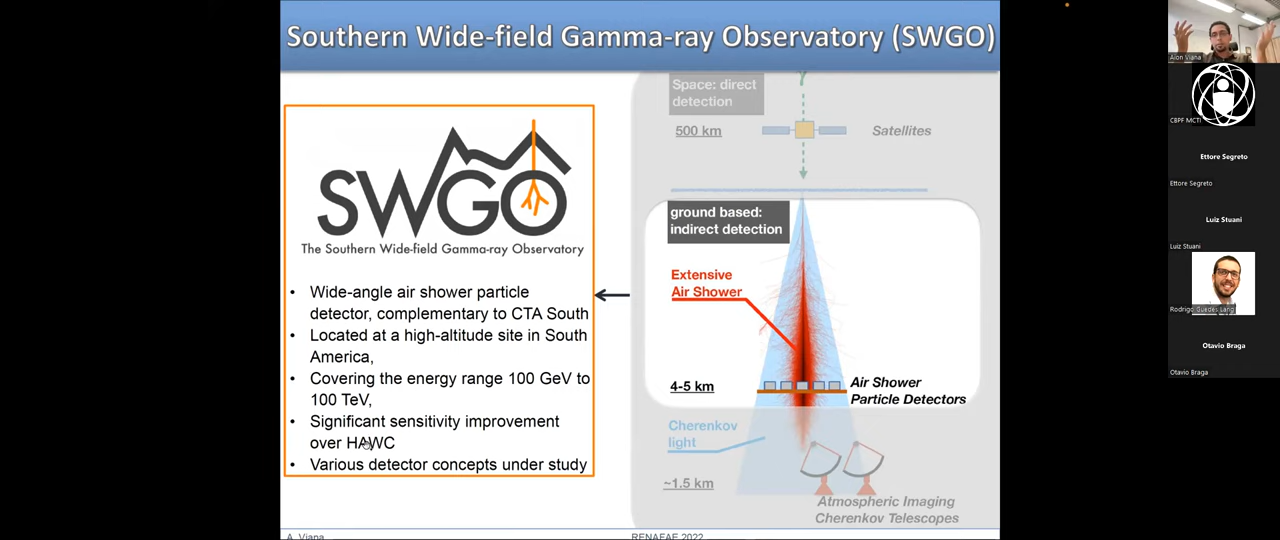 Southern Wide-field Gamma-ray Observatory (SWGO)
SWGO
The Southern Wide-field Gamma-ray Observatory
• Wide-angle air shower particle
detector, complementary to CTA South
• Located at a high-altitude site in South
America,
• Covering the energy range 100 GeV to
100 TeV,
• Significant sensitivity improvement
over HAWC
• Various detector concepts under study
γ
Space: direct
detection
500 km
Satellites
ground based:
indirect detection
Extensive
Air Shower
4-5 km
Air Shower
Particle Detectors
Cherenkov
light
~1.5 km
Atmospheric Imaging
Cherenkov Telescopes
A. Viana
RENAFAE 2022
Aion Viana
CBPF MCTI
Ettore Segreto
Ettore Segreto
Luiz Stuani
Luiz Stuani
Rodrigo Guedes Lang
Otavio Braga
Otavio Braga